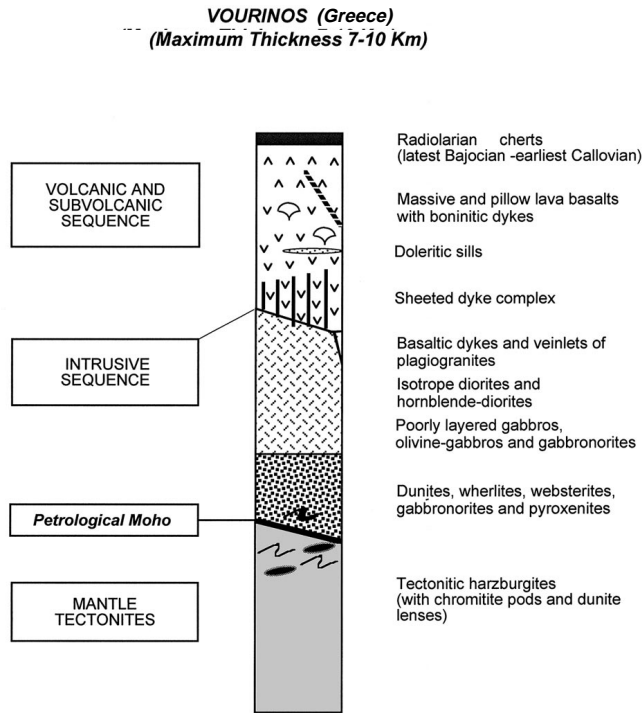 VOURINOS (Greece)
(Maximum Thickness 7-10 Km)
Radiolarian cherts
(latest Bajocian -earliest Callovian)
VOLCANIC AND
SUBVOLCANIC
SEQUENCE
Massive and pillow lava basalts
with boninitic dykes
Doleritic sills
Sheeted dyke complex
Basaltic dykes and veinlets of
plagiogranites
INTRUSIVE
SEQUENCE
Isotrope diorites and
hornblende-diorites
Poorly layered gabbros,
olivine-gabbros and gabbronorites
Dunites, wherlites, websterites,
gabbronorites and pyroxenites
Petrological Moho
Tectonitic harzburgites
(with chromitite pods and dunite
lenses)
MANTLE
TECTONITES